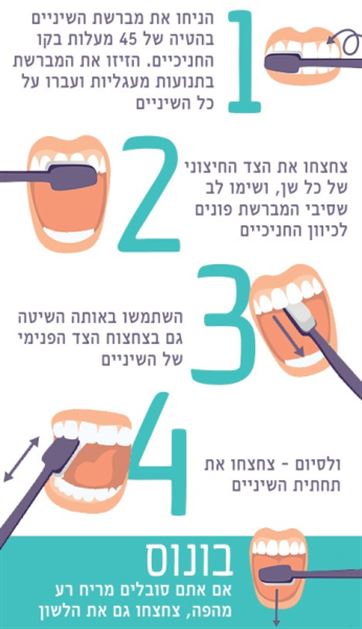 1
הניחו את מברשת השיניים
בהטיה של 45 מעלות בקו
החניכיים. הזיזו את המברשת
בתנועות מעגליות ועברו על
כל השיניים
2
צחצחו את הצד החיצוני
של כל שן, ושימו לב
שסיבי המברשת פונים
לכיוון החניכיים
3
השתמשו באותה השיטה
גם בצחצוח הצד הפנימי
של השיניים
4
ולסיום - צחצחו את
תחתית השיניים
בונוס
אם אתם סובלים מריח רע
מהפה, צחצחו גם את הלשון